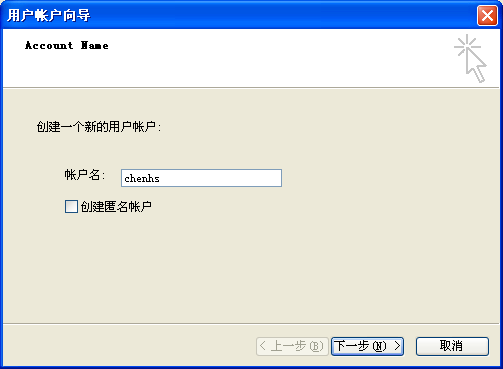 用户帐户向导
Account Name
创建一个新的用户帐户:
帐户名: chenhs
创建匿名帐户
< 上一步(B) 下一步(N) > 取消